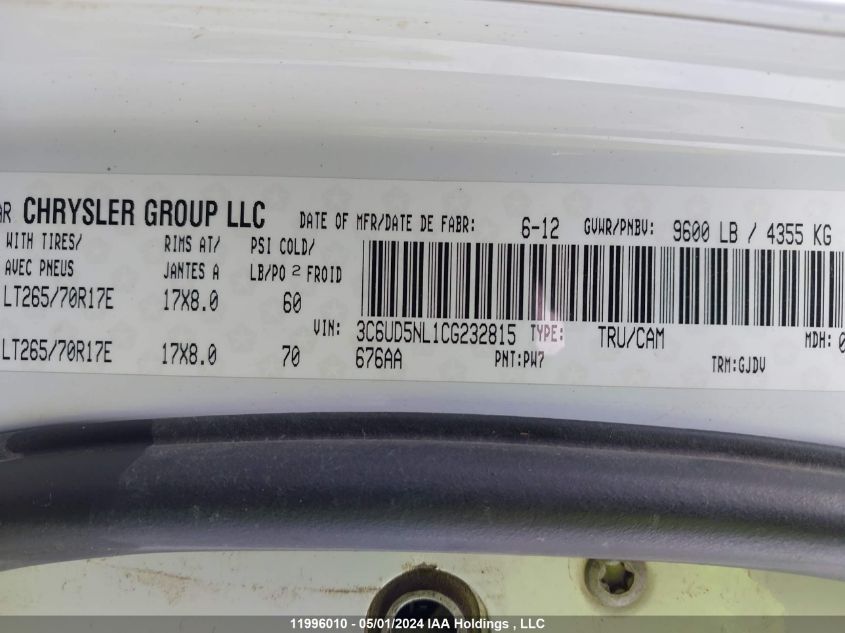 AR CHRYSLER GROUP LLC DATE OF MFR/DATE DE FABR: 6-12 GVWR/PNBV: 9600 LB / 4355 KG
WITH TIRES/ RIMS AT/ PSI COLD/
AVEC PNEUS JANTES A LB/PO 2 FROID
LT265/70R17E 17X8.0 60
VIN: 3C6UD5NL1CG232815 TYPE: TRU/CAM MDH: 0
LT265/70R17E 17X8.0 70 676AA PNT:PW7 TRM:GJDV
11996010 - 05/01/2024 IAA Holdings , LLC